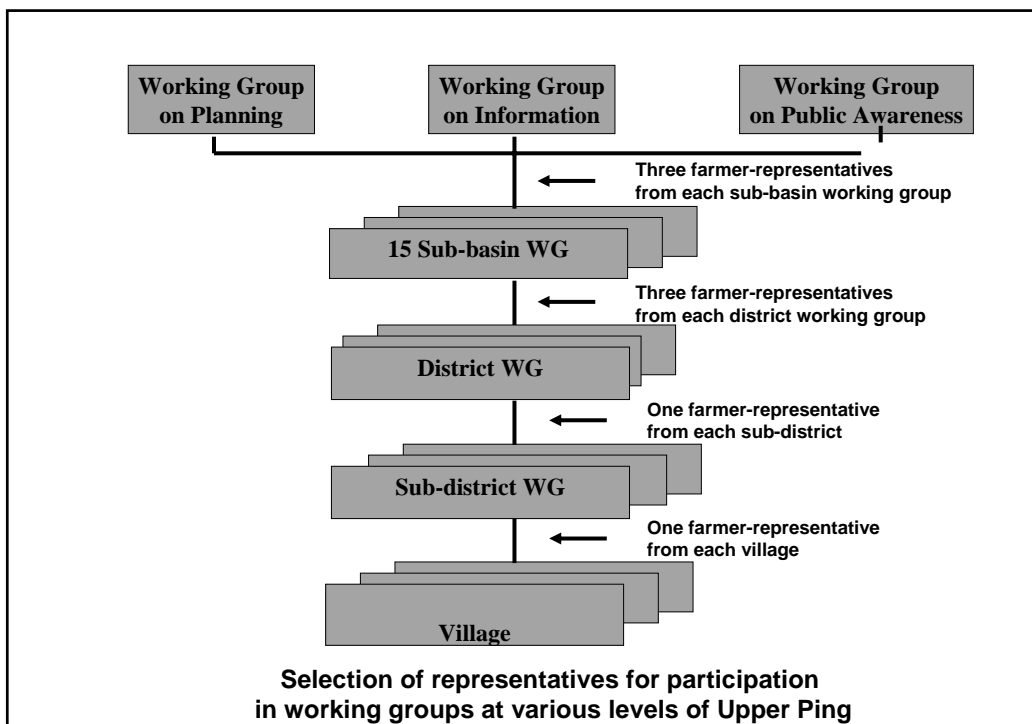 Working Group
on Planning
Working Group
on Information
Working Group
on Public Awareness
Three farmer-representatives
from each sub-basin working group
15 Sub-basin WG
Three farmer-representatives
from each district working group
District WG
One farmer-representative
from each sub-district
Sub-district WG
One farmer-representative
from each village
Village
Selection of representatives for participation
in working groups at various levels of Upper Ping